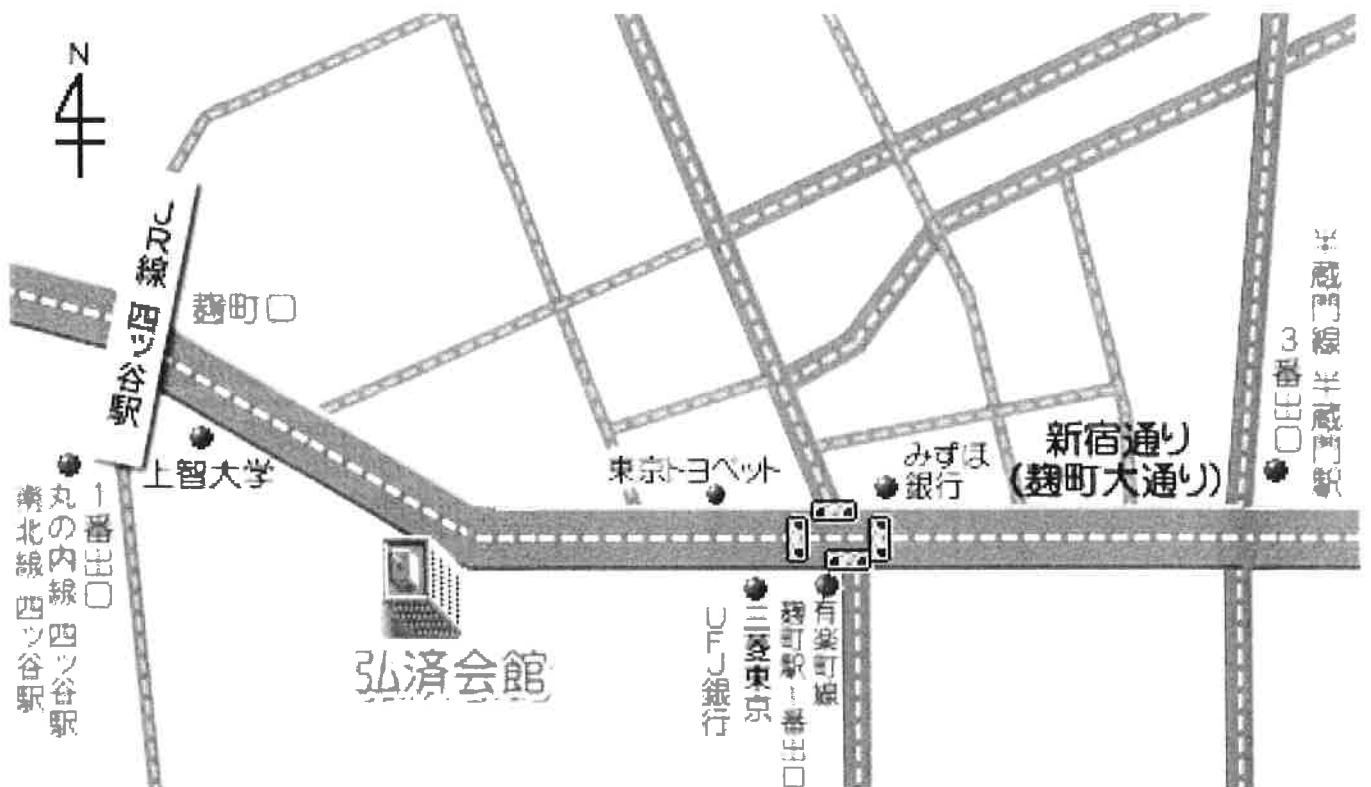 N
JR線 四ツ谷駅
麹町口
上智大学
1番出口
丸の内線 四ツ谷駅
南北線 四ツ谷駅
弘済会館
東京トヨペット
みずほ
銀行
新宿通り
(麹町大通り)
半蔵門線 半蔵門駅
3番出口
三菱東京
UFJ銀行
有楽町線
麹町駅1番出口